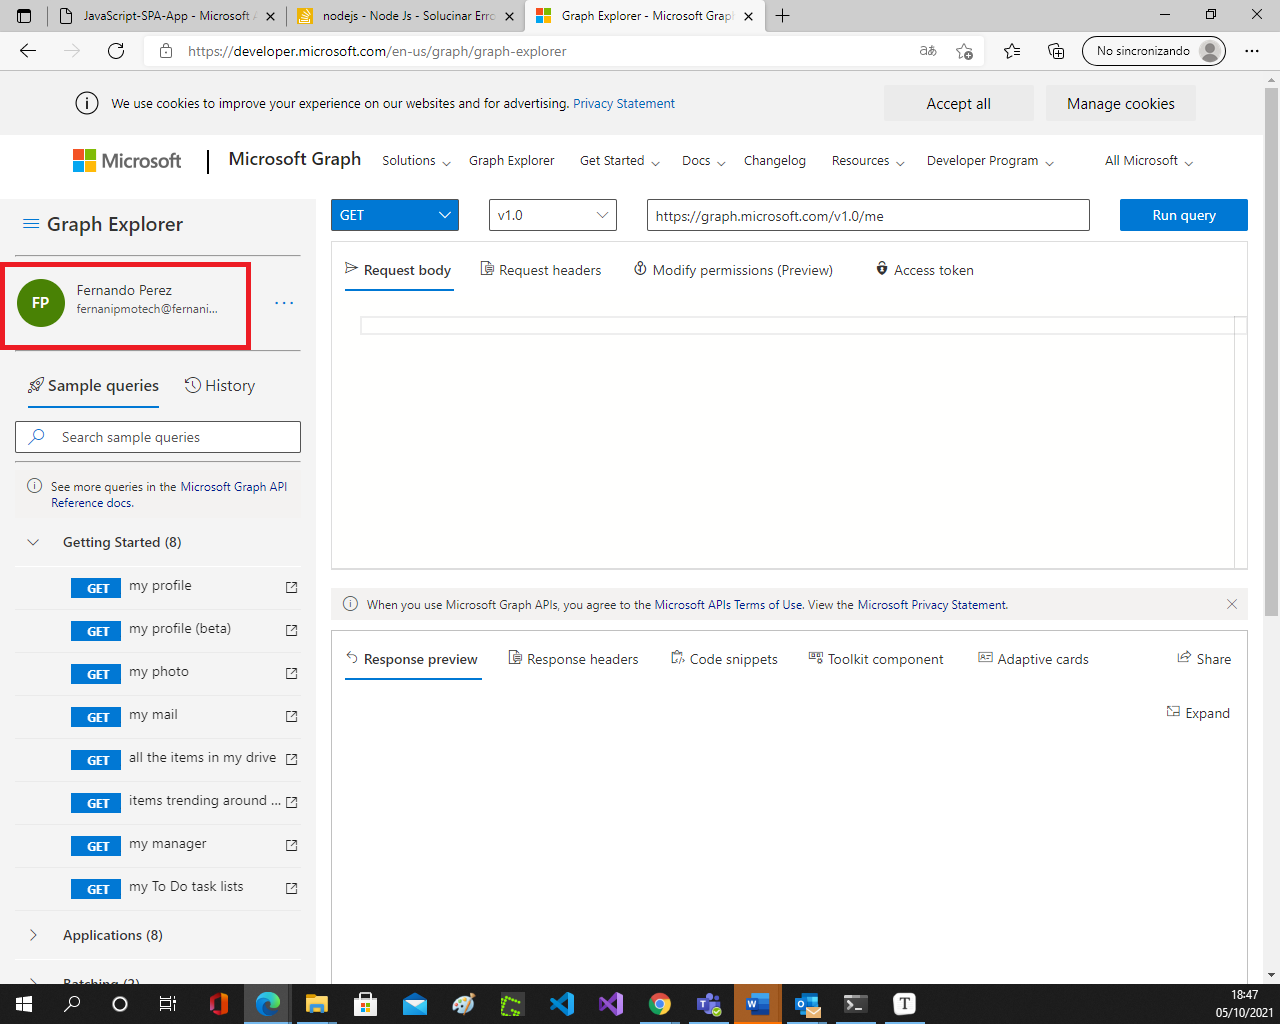 JavaScript-SPA-App - Microsoft
nodejs - Node Js - Solucinar Erro
Graph Explorer - Microsoft Graph
https://developer.microsoft.com/en-us/graph/graph-explorer
No sincronizando
We use cookies to improve your experience on our websites and for advertising. Privacy Statement
Accept all
Manage cookies
Microsoft
Microsoft Graph
Solutions
Graph Explorer
Get Started
Docs
Changelog
Resources
Developer Program
All Microsoft
Graph Explorer
GET
v1.0
https://graph.microsoft.com/v1.0/me
Run query
FP
Fernando Perez
fernanipmotech@fernani...
...
Request body
Request headers
Modify permissions (Preview)
Access token
Sample queries
History
Search sample queries
See more queries in the Microsoft Graph API
Reference docs.
Getting Started (8)
GET my profile
GET my profile (beta)
GET my photo
GET my mail
GET all the items in my drive
GET items trending around ...
GET my manager
GET my To Do task lists
Applications (8)
Batching (2)
When you use Microsoft Graph APIs, you agree to the Microsoft APIs Terms of Use. View the Microsoft Privacy Statement.
Response preview
Response headers
Code snippets
Toolkit component
Adaptive cards
Share
Expand
18:47
05/10/2021